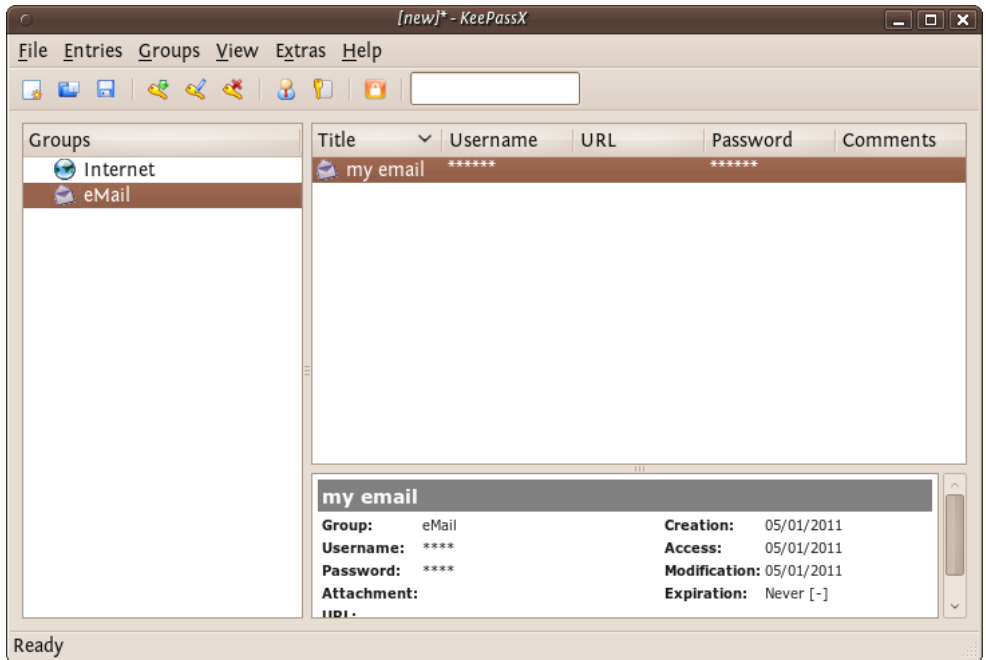 [new]* - KeePassX
File Entries Groups View Extras Help
Groups
Internet
eMail
Title Username URL Password Comments
my email ****** ******
my email
Group: eMail Creation: 05/01/2011
Username: **** Access: 05/01/2011
Password: **** Modification: 05/01/2011
Attachment: Expiration: Never [-]
URL:
Ready